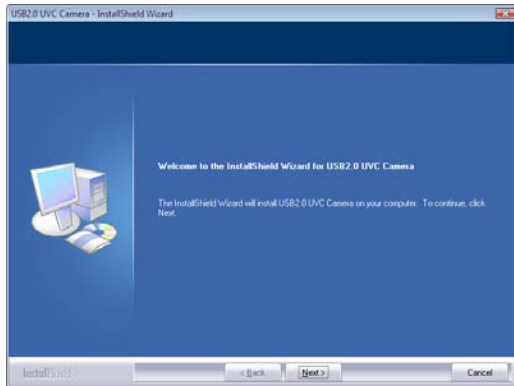 USB2.0 UVC Camera - InstallShield Wizard
Welcome to the InstallShield Wizard for USB2.0 UVC Camera
The InstallShield Wizard will install USB2.0 UVC Camera on your computer. To continue, click
Next.
InstallShield
< Back
Next >
Cancel